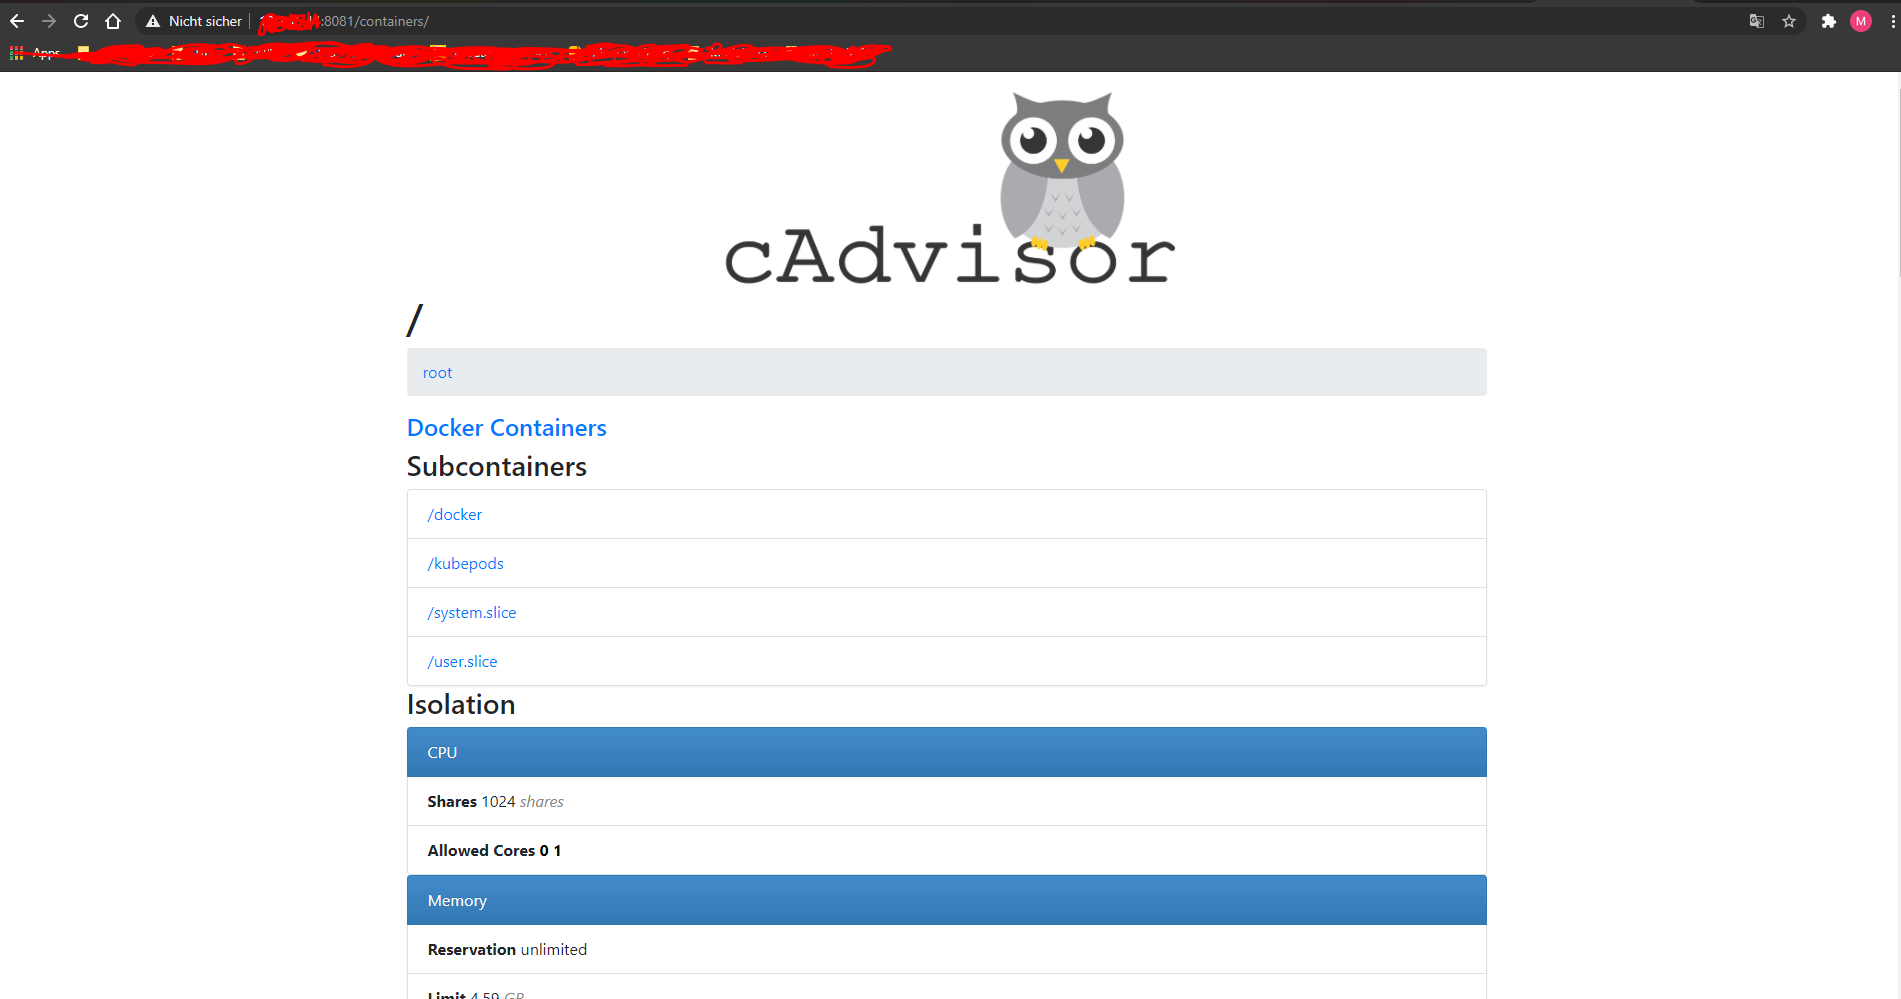 Nicht sicher
:8081/containers/
Apps
M
cAdvisor
/
root
Docker Containers
Subcontainers
/docker
/kubepods
/system.slice
/user.slice
Isolation
CPU
Shares 1024 shares
Allowed Cores 0 1
Memory
Reservation unlimited
Limit 4.59 GB